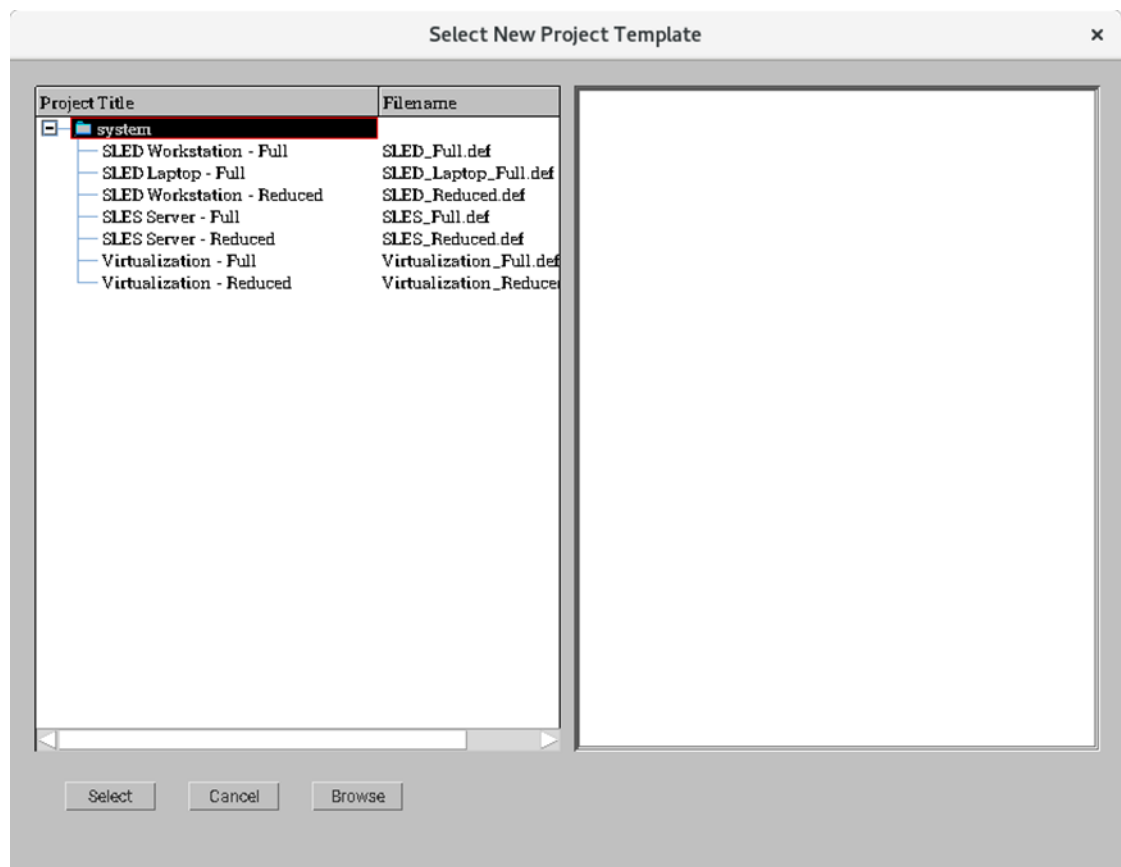 Select New Project Template
Project Title Filename
system
SLED Workstation - Full SLED_Full.def
SLED Laptop - Full SLED_Laptop_Full.def
SLED Workstation - Reduced SLED_Reduced.def
SLES Server - Full SLES_Full.def
SLES Server - Reduced SLES_Reduced.def
Virtualization - Full Virtualization_Full.def
Virtualization - Reduced Virtualization_Reduce
Select Cancel Browse